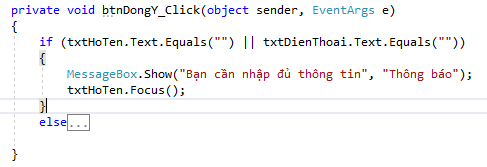 private void btnDongY_Click(object sender, EventArgs e)
{
if (txtHoTen.Text.Equals("") || txtDienThoai.Text.Equals(""))
{
MessageBox.Show("Bạn cần nhập đủ thông tin", "Thông báo");
txtHoTen.Focus();
}
else...
}